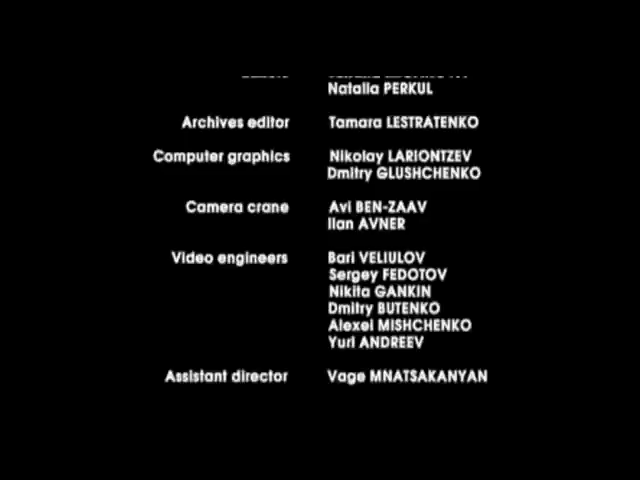 Natalia PERKUL
Archives editor Tamara LESTRATENKO
Computer graphics Nikolay LARIONTZEV
Dmitry GLUSHCHENKO
Camera crane Avi BEN-ZAAV
Ilan AVNER
Video engineers Bari VELIULOV
Sergey FEDOTOV
Nikita GANKIN
Dmitry BUTENKO
Alexei MISHCHENKO
Yuri ANDREEV
Assistant director Vage MNATSAKANYAN